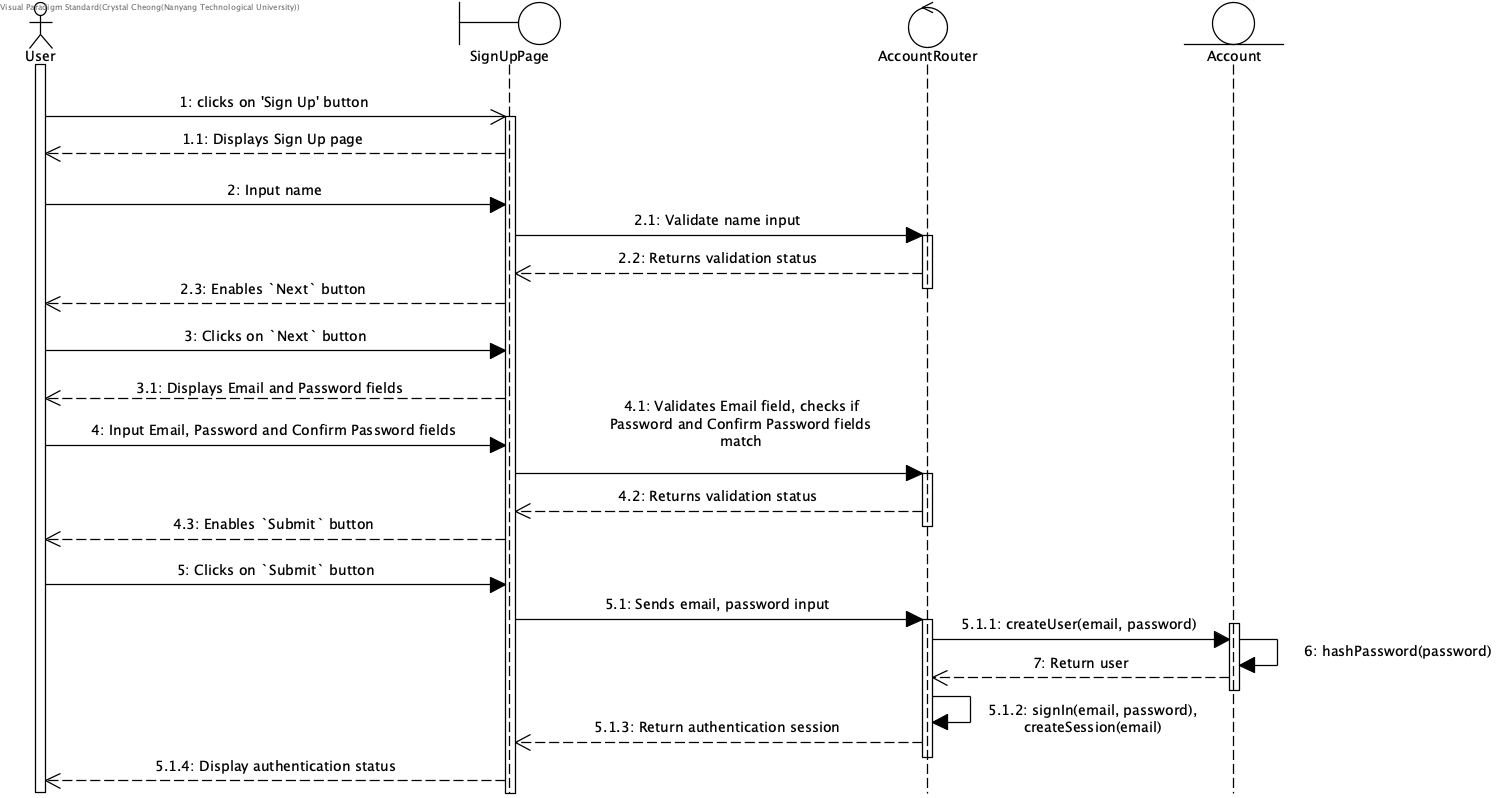 Visual Paradigm Standard(Crystal Cheong(Nanyang Technological University))
User
SignUpPage
AccountRouter
Account
1: clicks on 'Sign Up' button
1.1: Displays Sign Up page
2: Input name
2.1: Validate name input
2.2: Returns validation status
2.3: Enables `Next` button
3: Clicks on `Next` button
3.1: Displays Email and Password fields
4.1: Validates Email field, checks if
Password and Confirm Password fields
match
4: Input Email, Password and Confirm Password fields
4.2: Returns validation status
4.3: Enables `Submit` button
5: Clicks on `Submit` button
5.1: Sends email, password input
5.1.1: createUser(email, password)
6: hashPassword(password)
7: Return user
5.1.2: signIn(email, password),
createSession(email)
5.1.3: Return authentication session
5.1.4: Display authentication status